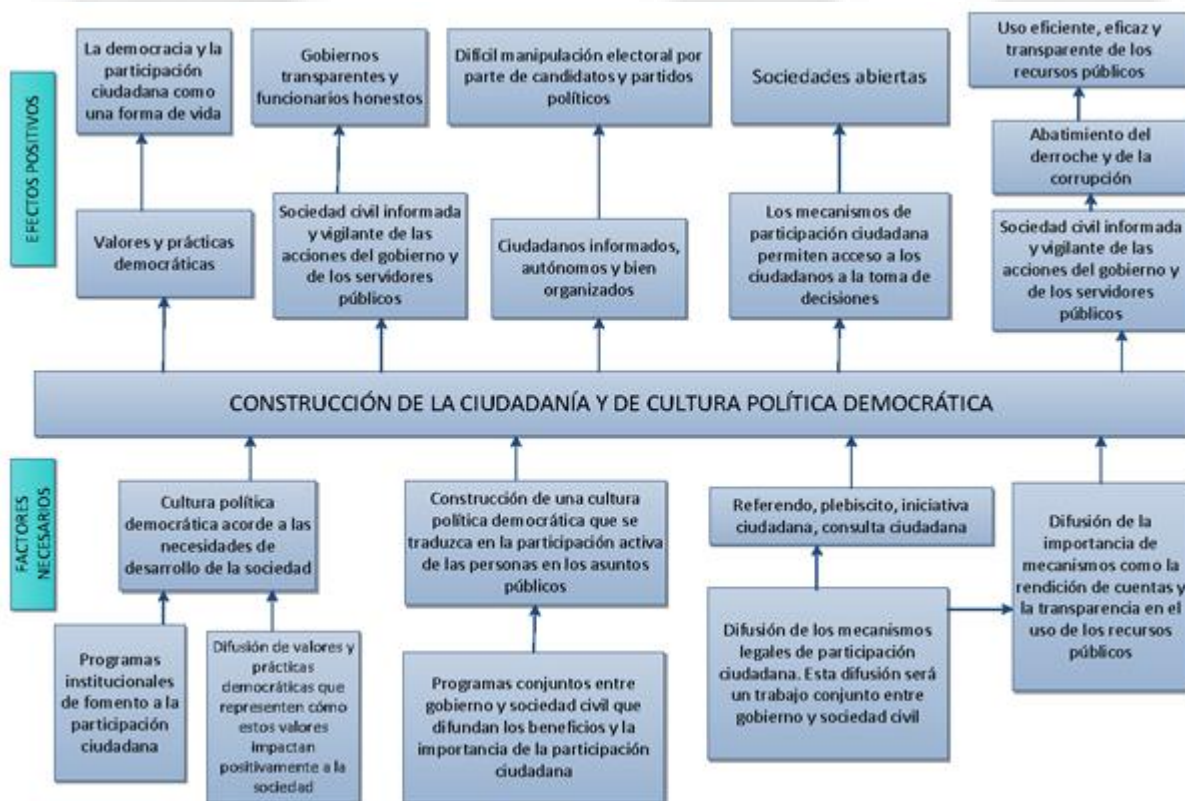 EFECTOS POSITIVOS
La democracia y la
participación
ciudadana como
una forma de vida
Gobiernos
transparentes y
funcionarios honestos
Difícil manipulación electoral por
parte de candidatos y partidos
políticos
Sociedades abiertas
Uso eficiente, eficaz y
transparente de los
recursos públicos
Abatimiento del
derroche y de la
corrupción
Valores y prácticas
democráticas
Sociedad civil informada
y vigilante de las
acciones del gobierno y
de los servidores
públicos
Ciudadanos informados,
autónomos y bien
organizados
Los mecanismos de
participación ciudadana
permiten acceso a los
ciudadanos a la toma de
decisiones
Sociedad civil informada
y vigilante de las
acciones del gobierno y
de los servidores
públicos
CONSTRUCCIÓN DE LA CIUDADANÍA Y DE CULTURA POLÍTICA DEMOCRÁTICA
FACTORES
NECESARIOS
Cultura política
democrática acorde a las
necesidades de
desarrollo de la sociedad
Construcción de una cultura
política democrática que se
traduzca en la participación activa
de las personas en los asuntos
públicos
Referendo, plebiscito, iniciativa
ciudadana, consulta ciudadana
Difusión de la
importancia de
mecanismos como la
rendición de cuentas y
la transparencia en el
uso de los recursos
públicos
Programas
institucionales
de fomento a la
participación
ciudadana
Difusión de valores y
prácticas
democráticas que
representen cómo
estos valores
impactan
positivamente a la
sociedad
Programas conjuntos entre
gobierno y sociedad civil que
difundan los beneficios y la
importancia de la participación
ciudadana
Difusión de los mecanismos
legales de participación
ciudadana. Esta difusión será
un trabajo conjunto entre
gobierno y sociedad civil